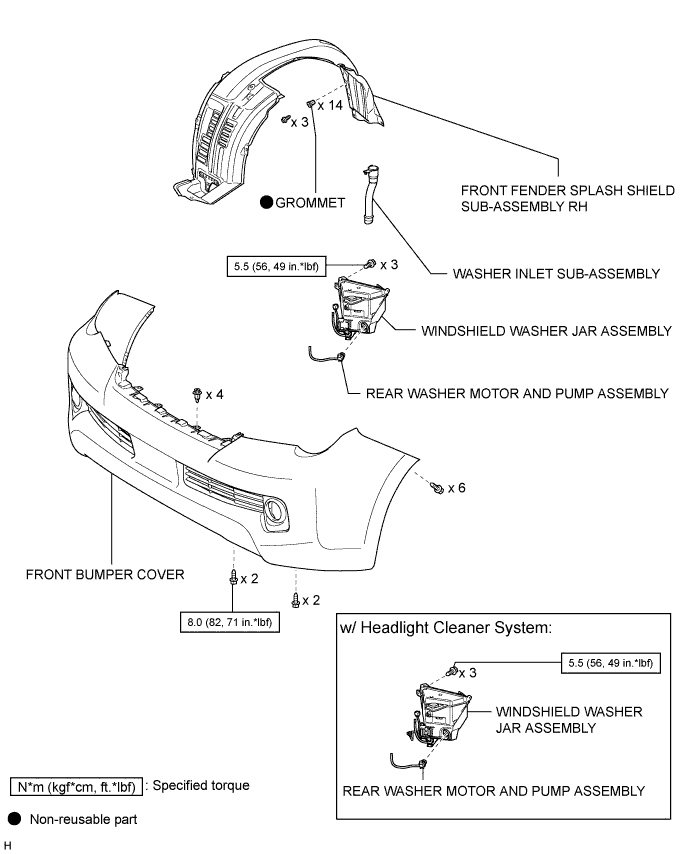 x 14
x 3
GROMMET
FRONT FENDER SPLASH SHIELD
SUB-ASSEMBLY RH
5.5 (56, 49 in.*lbf)
x 3
WASHER INLET SUB-ASSEMBLY
WINDSHIELD WASHER JAR ASSEMBLY
REAR WASHER MOTOR AND PUMP ASSEMBLY
x 4
x 6
FRONT BUMPER COVER
x 2
x 2
8.0 (82, 71 in.*lbf)
w/ Headlight Cleaner System:
5.5 (56, 49 in.*lbf)
x 3
WINDSHIELD WASHER
JAR ASSEMBLY
REAR WASHER MOTOR AND PUMP ASSEMBLY
N*m (kgf*cm, ft.*lbf) : Specified torque
Non-reusable part
H